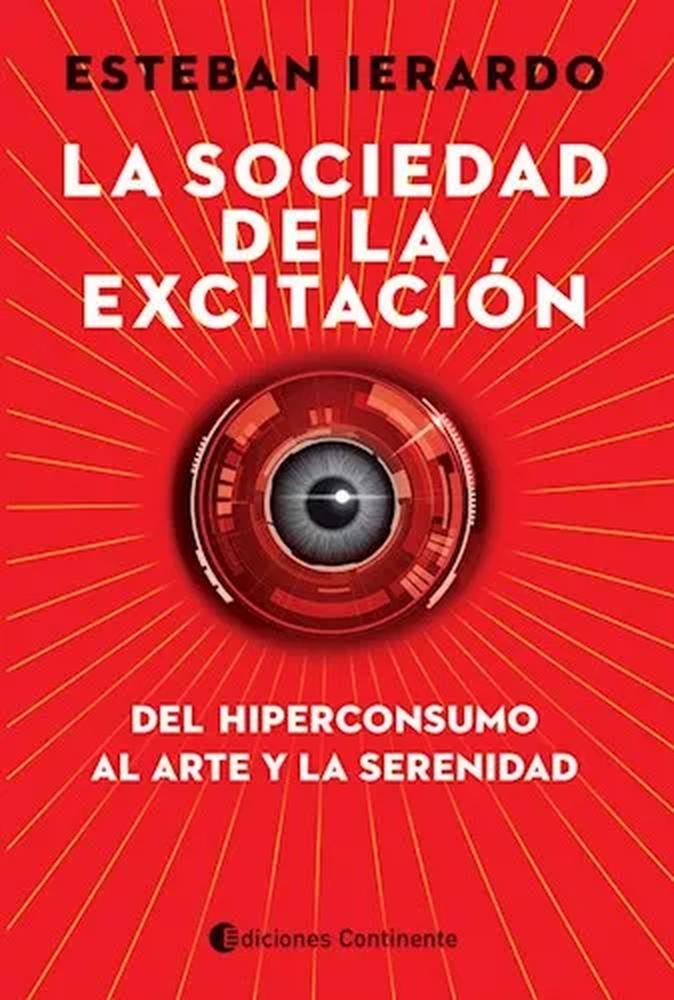 ESTEBAN IERARDO
LA SOCIEDAD
DE LA
EXCITACIÓN
DEL HIPERCONSUMO
AL ARTE Y LA SERENIDAD
Ediciones Continente